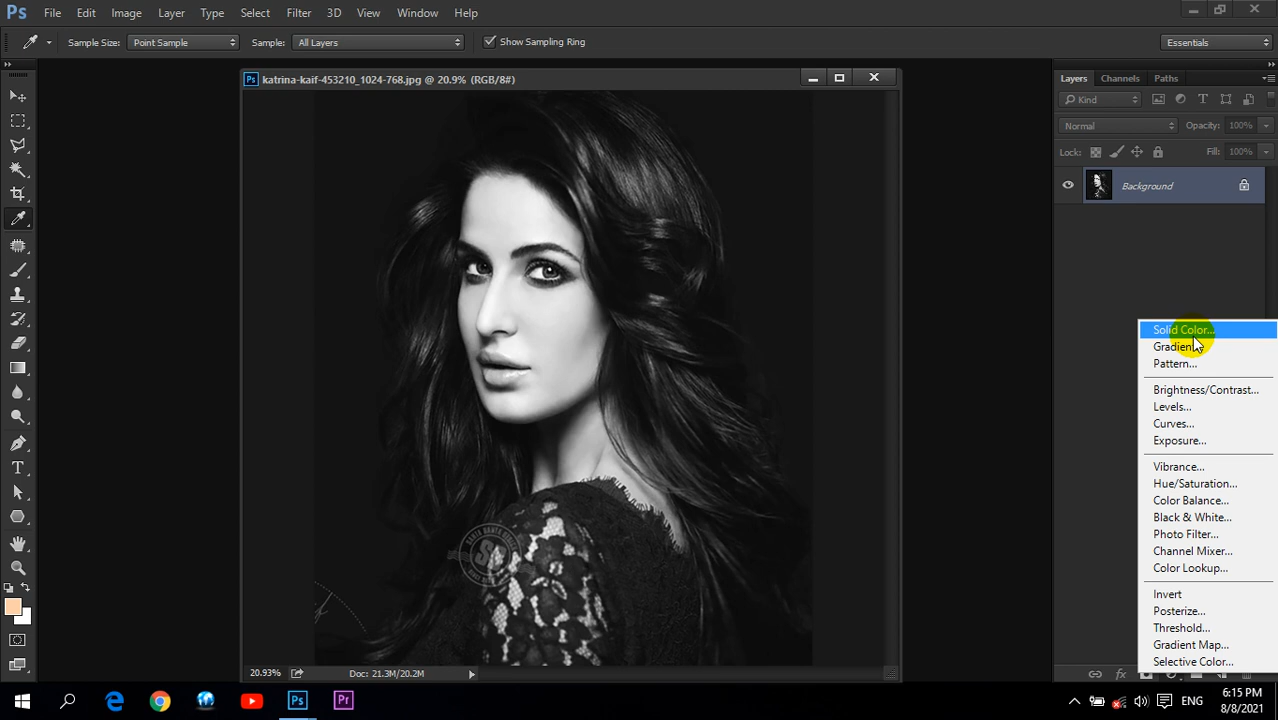 Ps File Edit Image Layer Type Select Filter 3D View Window Help
Sample Size: Point Sample Sample: All Layers Show Sampling Ring Essentials
Ps katrina-kaif-453210_1024-768.jpg @ 20.9% (RGB/8#)
Layers Channels Paths
Kind
Normal Opacity: 100%
Lock: Fill: 100%
Background
Solid Color...
Gradient...
Pattern...
Brightness/Contrast...
Levels...
Curves...
Exposure...
Vibrance...
Hue/Saturation...
Color Balance...
Black & White...
Photo Filter...
Channel Mixer...
Color Lookup...
Invert
Posterize...
Threshold...
Gradient Map...
Selective Color...
20.93% Doc: 21.3M/20.2M
fx
Ps Pr ENG 6:15 PM
8/8/2021